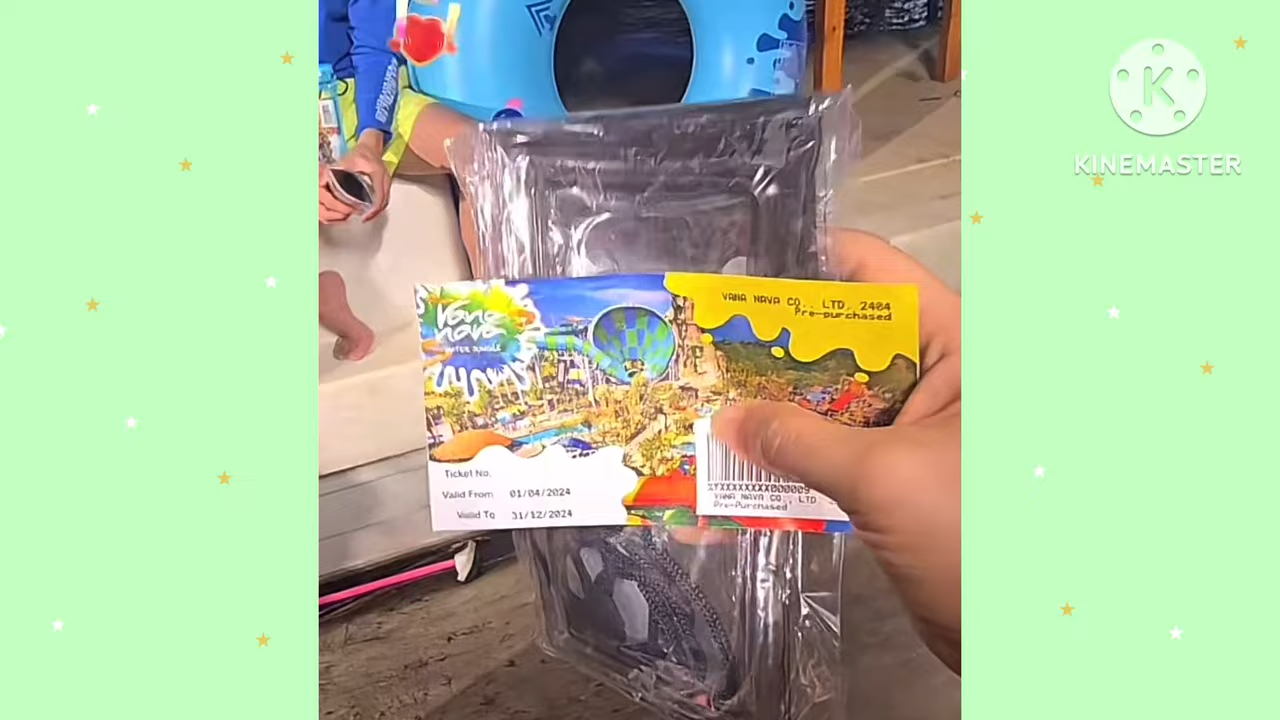 K
KINEMASTER
vana
nava
WATER JUNGLE
VANA NAVA CO., LTD. 2404
Pre-purchased
Ticket No.
Valid From 01/04/2024
Valid To 31/12/2024
XYXXXXXXXX000009
VANA NAVA CO., LTD
Pre-Purchased